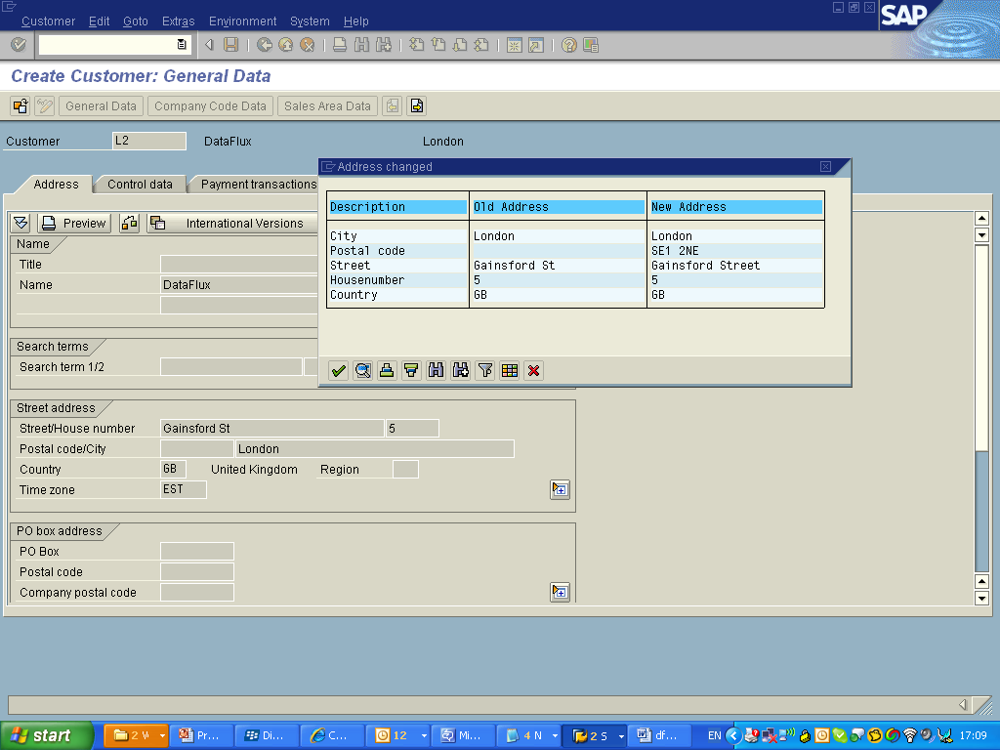 Customer Edit Goto Extras Environment System Help
SAP
Create Customer: General Data
General Data Company Code Data Sales Area Data
Customer L2 DataFlux London
Address Control data Payment transactions
Preview International Versions
Name
Title
Name DataFlux
Search terms
Search term 1/2
Street address
Street/House number Gainsford St 5
Postal code/City London
Country GB United Kingdom Region
Time zone EST
PO box address
PO Box
Postal code
Company postal code
Address changed
Description Old Address New Address
City London London
Postal code SE1 2NE
Street Gainsford St Gainsford Street
Housenumber 5 5
Country GB GB
start 2 W Pr... Di... C... 12 Mi... 4 N 2 S df... EN 17:09